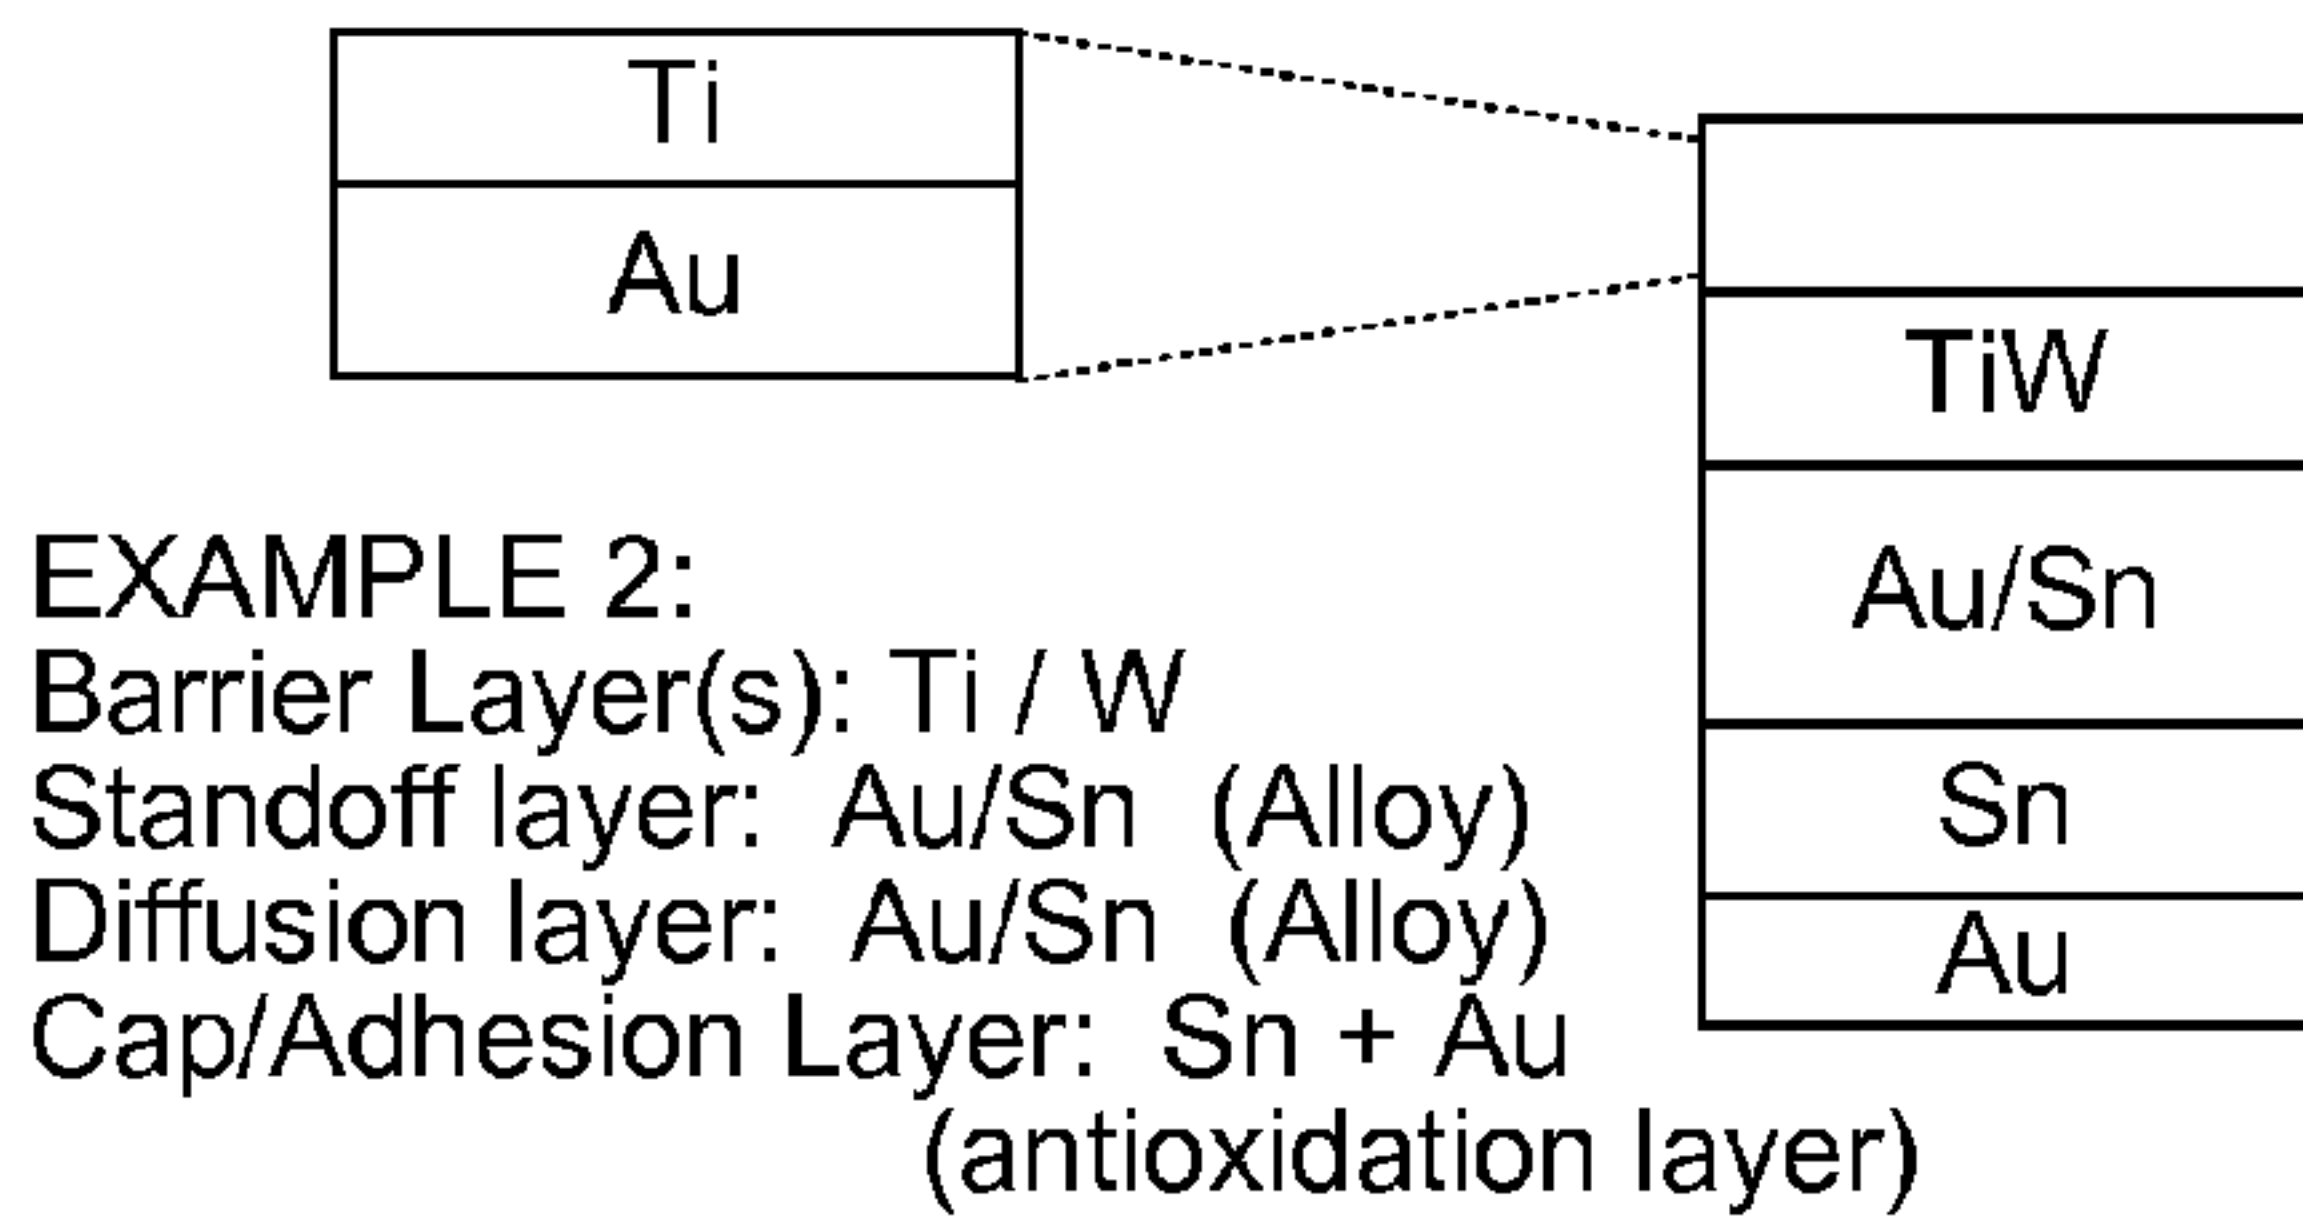 Ti
Au
TiW
Au/Sn
Sn
Au
EXAMPLE 2:
Barrier Layer(s): Ti / W
Standoff layer: Au/Sn (Alloy)
Diffusion layer: Au/Sn (Alloy)
Cap/Adhesion Layer: Sn + Au
(antioxidation layer)